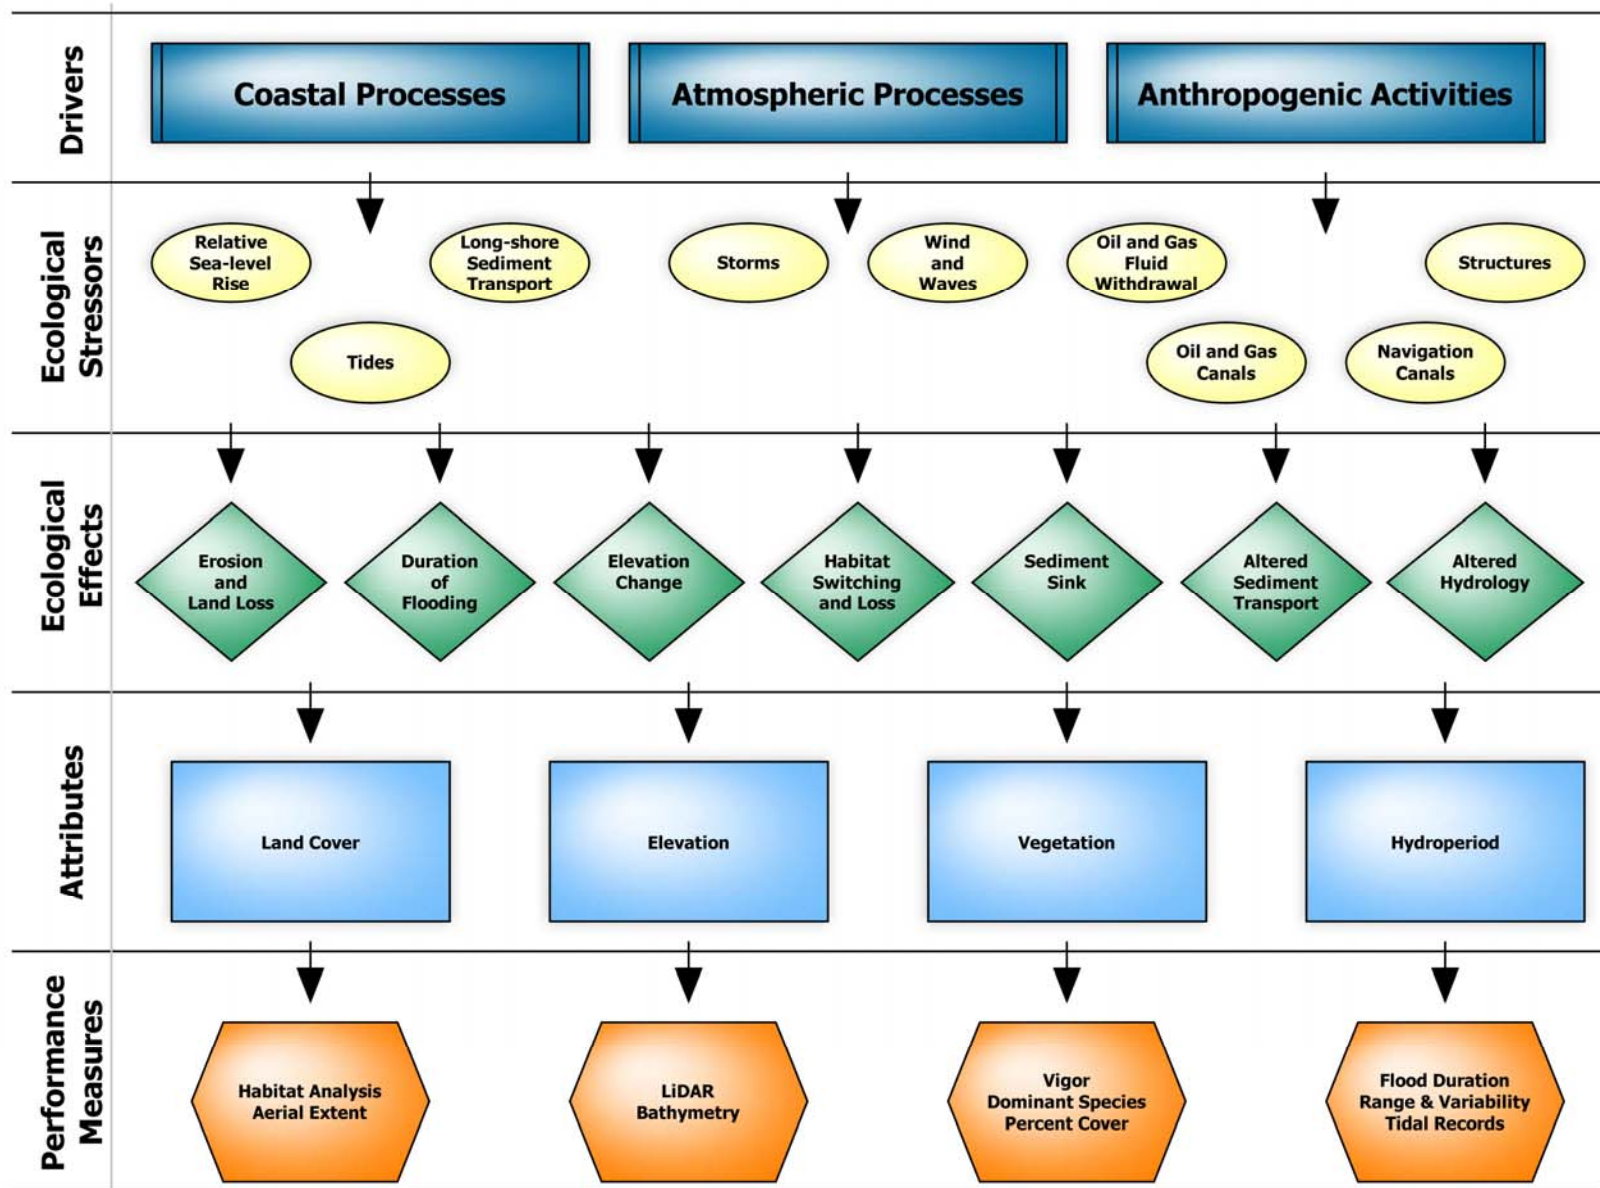 Drivers
Coastal Processes
Atmospheric Processes
Anthropogenic Activities
Ecological
Stressors
Relative
Sea-level
Rise
Long-shore
Sediment
Transport
Tides
Storms
Wind
and
Waves
Oil and Gas
Fluid
Withdrawal
Structures
Oil and Gas
Canals
Navigation
Canals
Ecological
Effects
Erosion
and
Land Loss
Duration
of
Flooding
Elevation
Change
Habitat
Switching
and Loss
Sediment
Sink
Altered
Sediment
Transport
Altered
Hydrology
Attributes
Land Cover
Elevation
Vegetation
Hydroperiod
Performance
Measures
Habitat Analysis
Aerial Extent
LiDAR
Bathymetry
Vigor
Dominant Species
Percent Cover
Flood Duration
Range & Variability
Tidal Records